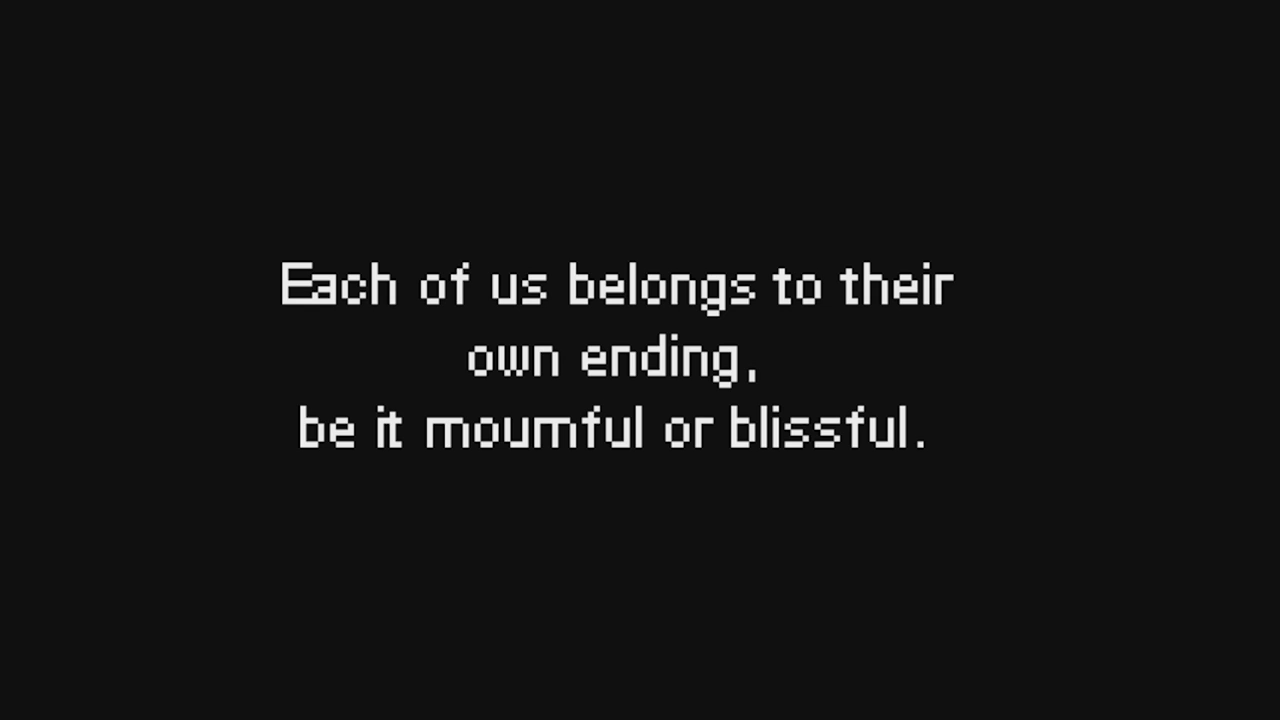 Each of us belongs to their
own ending,
be it mournful or blissful.